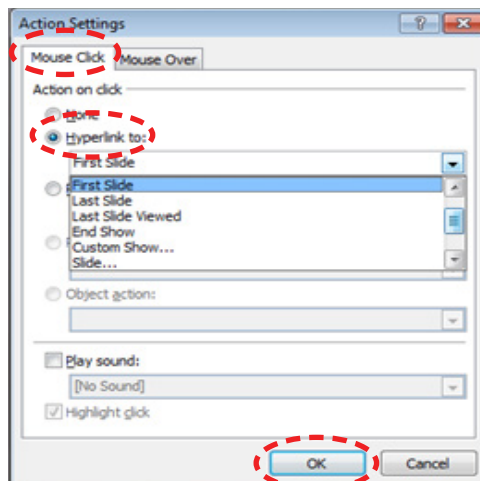 Action Settings
Mouse Click Mouse Over
Action on click
None
Hyperlink to:
First Slide
First Slide
Last Slide
Last Slide Viewed
End Show
Custom Show...
Slide...
Object action:
Play sound:
[No Sound]
Highlight click
OK Cancel